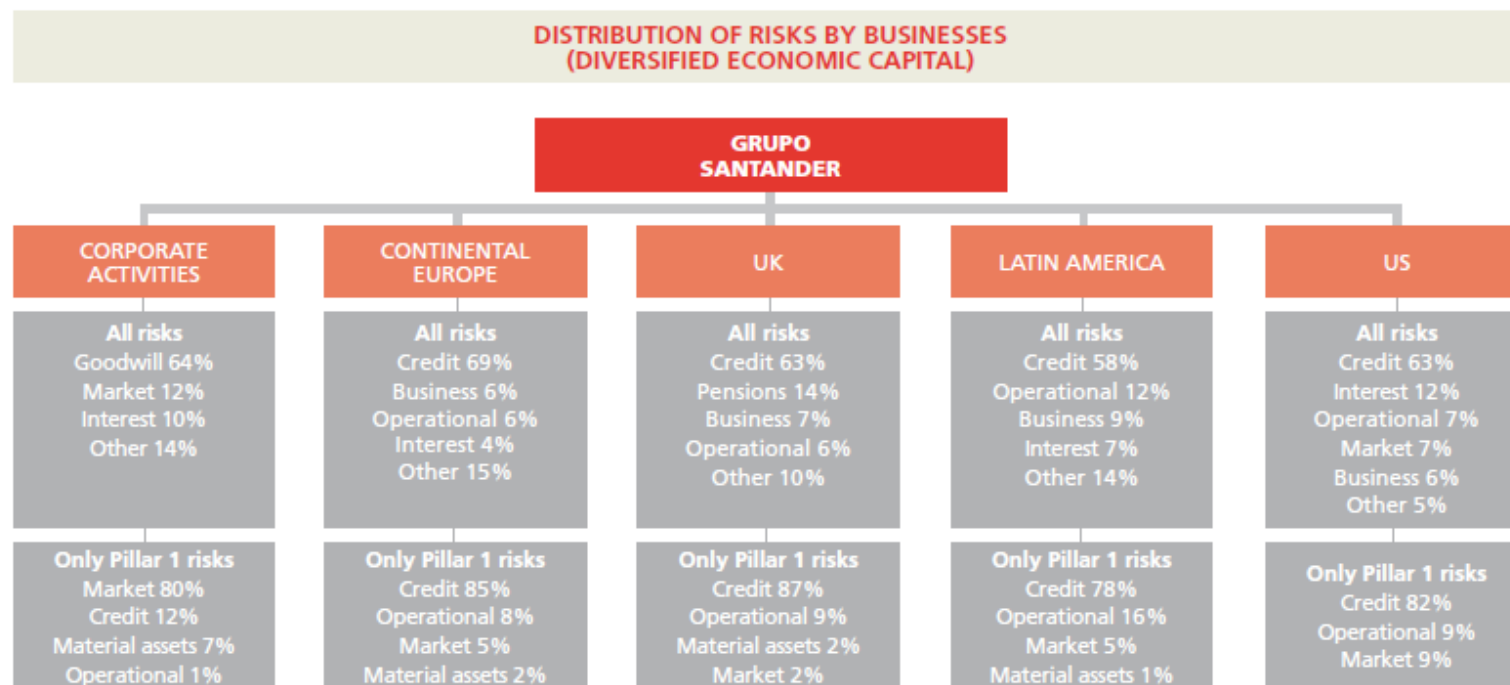 DISTRIBUTION OF RISKS BY BUSINESSES
(DIVERSIFIED ECONOMIC CAPITAL)
GRUPO
SANTANDER
CORPORATE
ACTIVITIES
All risks
Goodwill 64%
Market 12%
Interest 10%
Other 14%
Only Pillar 1 risks
Market 80%
Credit 12%
Material assets 7%
Operational 1%
CONTINENTAL
EUROPE
All risks
Credit 69%
Business 6%
Operational 6%
Interest 4%
Other 15%
Only Pillar 1 risks
Credit 85%
Operational 8%
Market 5%
Material assets 2%
UK
All risks
Credit 63%
Pensions 14%
Business 7%
Operational 6%
Other 10%
Only Pillar 1 risks
Credit 87%
Operational 9%
Material assets 2%
Market 2%
LATIN AMERICA
All risks
Credit 58%
Operational 12%
Business 9%
Interest 7%
Other 14%
Only Pillar 1 risks
Credit 78%
Operational 16%
Market 5%
Material assets 1%
US
All risks
Credit 63%
Interest 12%
Operational 7%
Market 7%
Business 6%
Other 5%
Only Pillar 1 risks
Credit 82%
Operational 9%
Market 9%